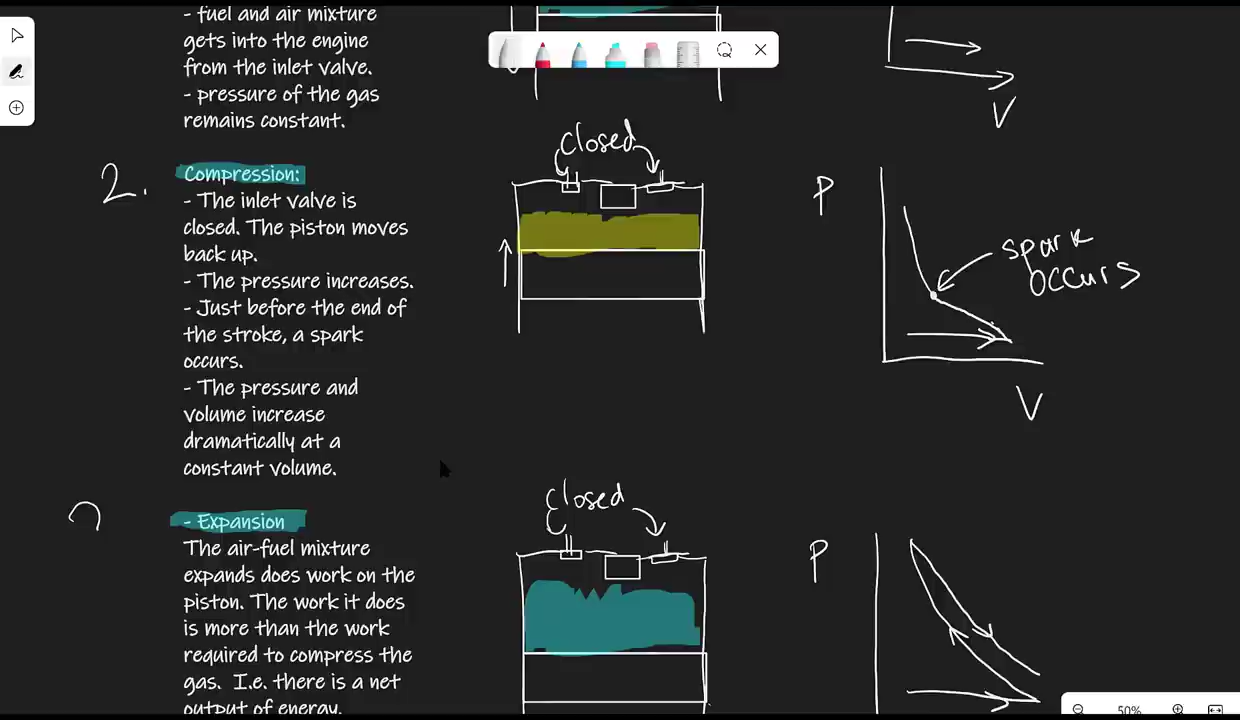 - fuel and air mixture
gets into the engine
from the inlet valve.
- pressure of the gas
remains constant.
V
closed
2.
Compression:
- The inlet valve is
closed. The piston moves
back up.
- The pressure increases.
- Just before the end of
the stroke, a spark
occurs.
- The pressure and
volume increase
dramatically at a
constant volume.
P
spark
occurs
V
closed
- Expansion
The air-fuel mixture
expands does work on the
piston. The work it does
is more than the work
required to compress the
gas. I.e. there is a net
output of energy.
P
50%